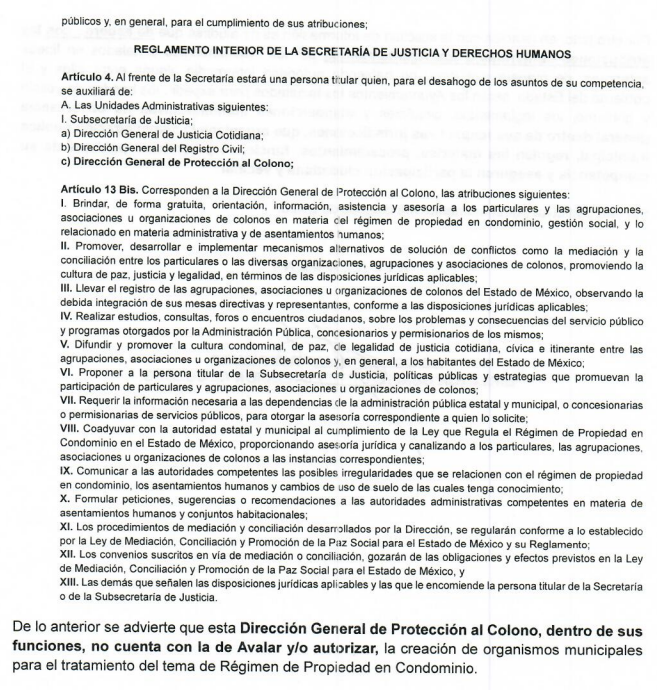 públicos y, en general, para el cumplimiento de sus atribuciones;
REGLAMENTO INTERIOR DE LA SECRETARÍA DE JUSTICIA Y DERECHOS HUMANOS
Artículo 4. Al frente de la Secretaría estará una persona titular quien, para el desahogo de los asuntos de su competencia,
se auxiliará de:
A. Las Unidades Administrativas siguientes:
I. Subsecretaría de Justicia;
a) Dirección General de Justicia Cotidiana;
b) Dirección General del Registro Civil;
c) Dirección General de Protección al Colono;
Artículo 13 Bis. Corresponden a la Dirección General de Protección al Colono, las atribuciones siguientes:
I. Brindar, de forma gratuita, orientación, información, asistencia y asesoría a los particulares y las agrupaciones,
asociaciones u organizaciones de colonos en materia del régimen de propiedad en condominio, gestión social, y lo
relacionado en materia administrativa y de asentamientos humanos;
II. Promover, desarrollar e implementar mecanismos alternativos de solución de conflictos como la mediación y la
conciliación entre los particulares o las diversas organizaciones, agrupaciones y asociaciones de colonos, promoviendo la
cultura de paz, justicia y legalidad, en términos de las disposiciones jurídicas aplicables;
III. Llevar el registro de las agrupaciones, asociaciones u organizaciones de colonos del Estado de México, observando la
debida integración de sus mesas directivas y representantes, conforme a las disposiciones jurídicas aplicables;
IV. Realizar estudios, consultas, foros o encuentros ciudadanos, sobre los problemas y consecuencias del servicio público
y programas otorgados por la Administración Pública, concesionarios y permisionarios de los mismos;
V. Difundir y promover la cultura condominal, de paz, de legalidad de justicia cotidiana, cívica e itinerante entre las
agrupaciones, asociaciones u organizaciones de colonos y, en general, a los habitantes del Estado de México;
VI. Proponer a la persona titular de la Subsecretaría de Justicia, políticas públicas y estrategias que promuevan la
participación de particulares y agrupaciones, asociaciones u organizaciones de colonos;
VII. Requerir la información necesaria a las dependencias de la administración pública estatal y municipal, o concesionarias
o permisionarias de servicios públicos, para otorgar la asesoría correspondiente a quien lo solicite;
VIII. Coadyuvar con la autoridad estatal y municipal al cumplimiento de la Ley que Regula el Régimen de Propiedad en
Condominio en el Estado de México, proporcionando asesoría jurídica y canalizando a los particulares, las agrupaciones,
asociaciones u organizaciones de colonos a las instancias correspondientes;
IX. Comunicar a las autoridades competentes las posibles irregularidades que se relacionen con el régimen de propiedad
en condominio, los asentamientos humanos y cambios de uso de suelo de las cuales tenga conocimiento;
X. Formular peticiones, sugerencias o recomendaciones a las autoridades administrativas competentes en materia de
asentamientos humanos y conjuntos habitacionales;
XI. Los procedimientos de mediación y conciliación desarrollados por la Dirección, se regularán conforme a lo establecido
por la Ley de Mediación, Conciliación y Promoción de la Paz Social para el Estado de México y su Reglamento;
XII. Los convenios suscritos en vía de mediación o conciliación, gozarán de las obligaciones y efectos previstos en la Ley
de Mediación, Conciliación y Promoción de la Paz Social para el Estado de México, y
XIII. Las demás que señalen las disposiciones jurídicas aplicables y las que le encomiende la persona titular de la Secretaría
o de la Subsecretaría de Justicia.
De lo anterior se advierte que esta Dirección General de Protección al Colono, dentro de sus
funciones, no cuenta con la de Avalar y/o autorizar, la creación de organismos municipales
para el tratamiento del tema de Régimen de Propiedad en Condominio.